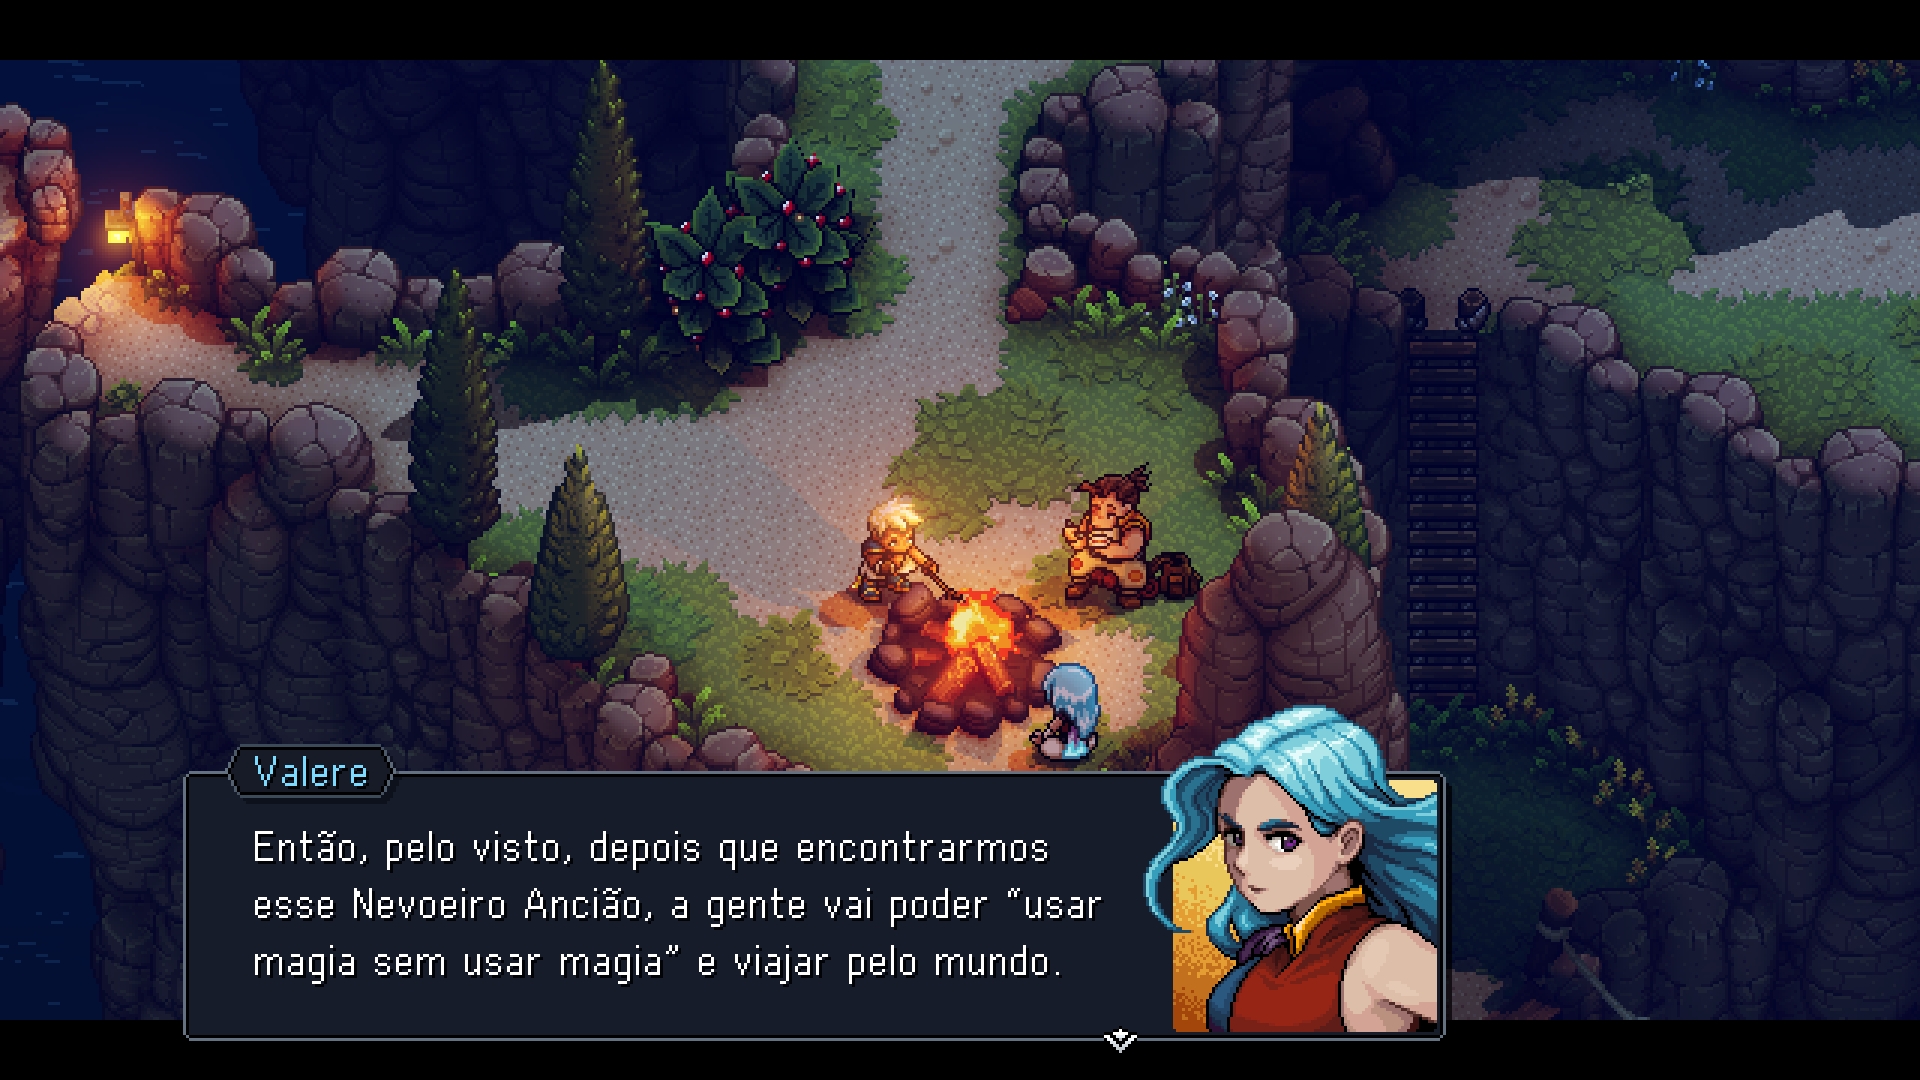 Valere
Então, pelo visto, depois que encontrarmos
esse Nevoeiro Ancião, a gente vai poder “usar
magia sem usar magia” e viajar pelo mundo.